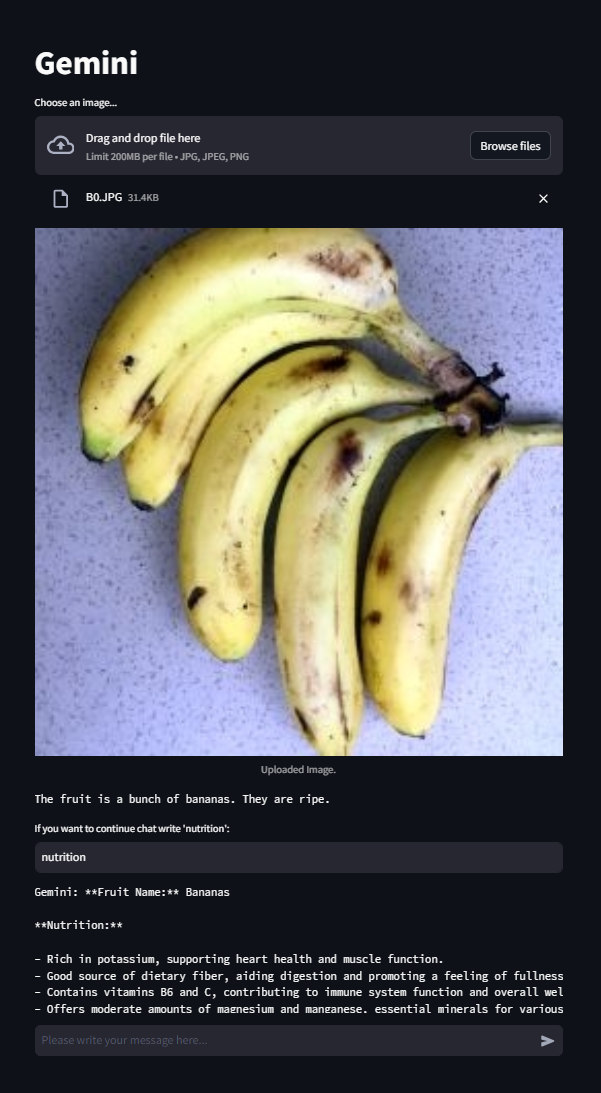 Gemini
Choose an image...
Drag and drop file here
Limit 200MB per file • JPG, JPEG, PNG
Browse files
B0.JPG 31.4KB
Uploaded Image.
The fruit is a bunch of bananas. They are ripe.
If you want to continue chat write 'nutrition':
nutrition
Gemini: **Fruit Name:** Bananas
**Nutrition:**
- Rich in potassium, supporting heart health and muscle function.
- Good source of dietary fiber, aiding digestion and promoting a feeling of fullness
- Contains vitamins B6 and C, contributing to immune system function and overall wel
- Offers moderate amounts of magnesium and manganese, essential minerals for various
Please write your message here...